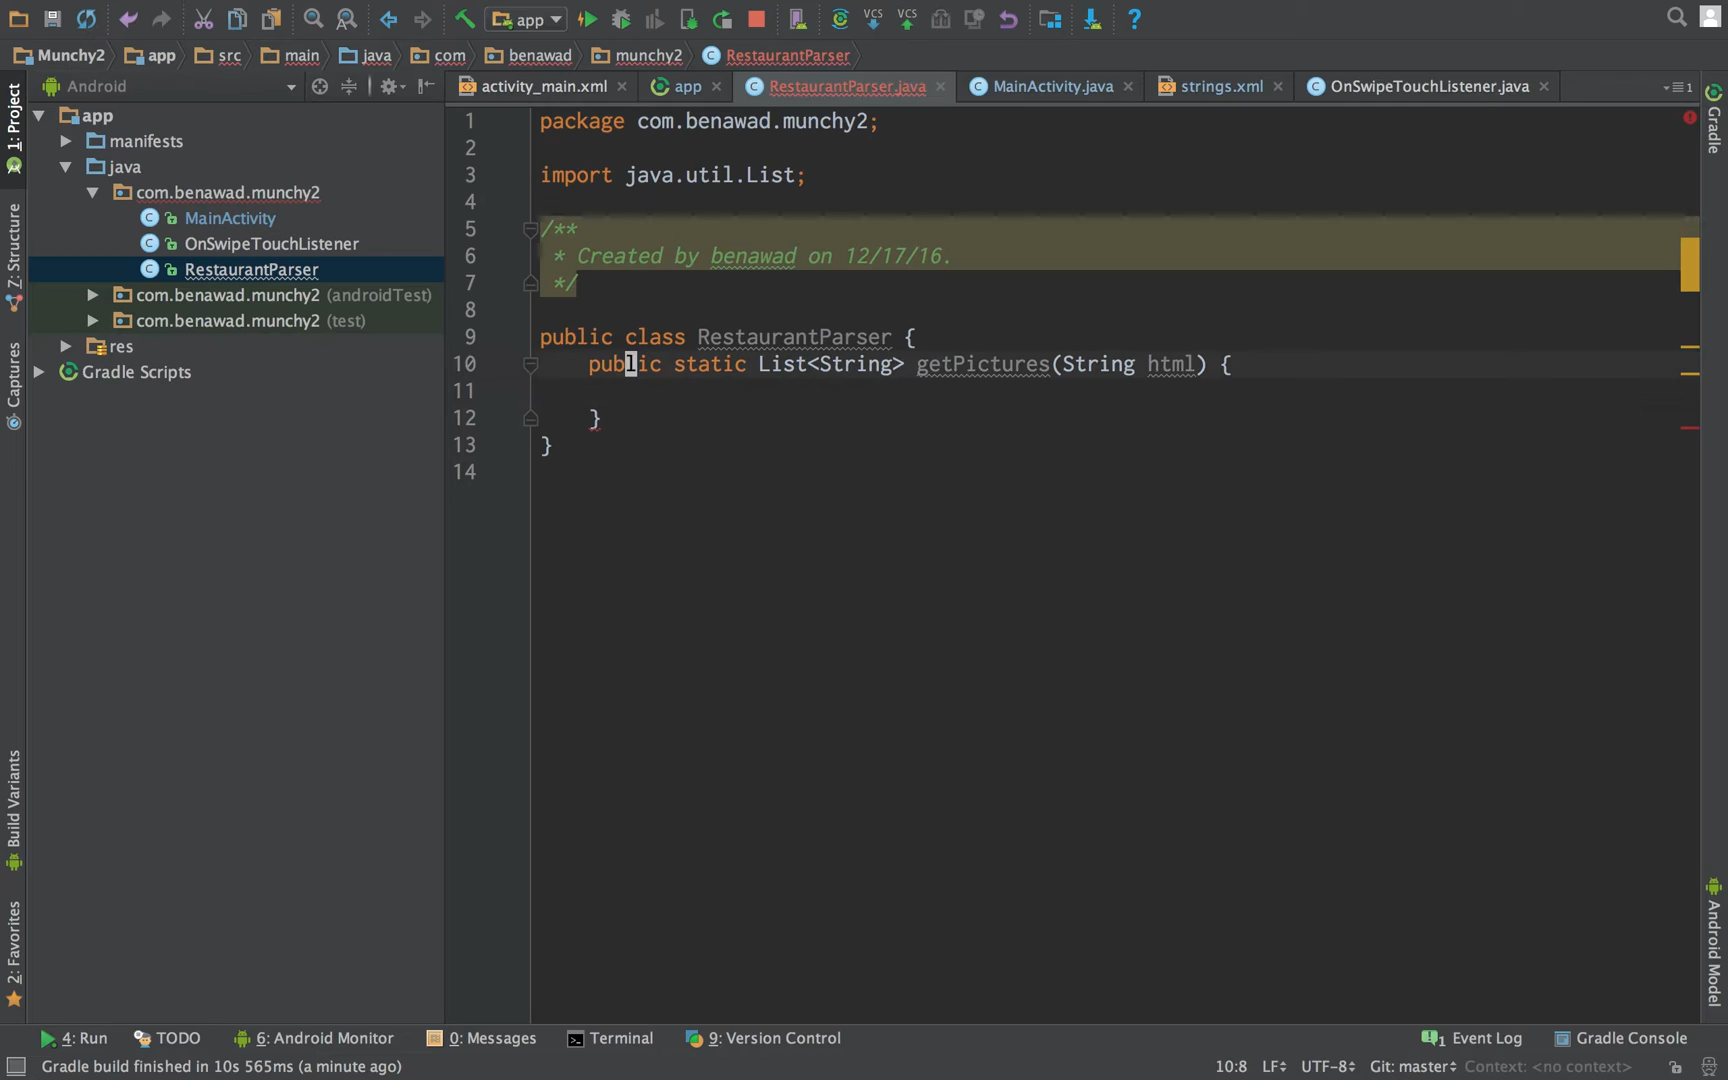 app
Munchy2 app src main java com benawad munchy2 RestaurantParser
Android
activity_main.xml app RestaurantParser.java MainActivity.java strings.xml OnSwipeTouchListener.java
1: Project
Z: Structure
Captures
Build Variants
2: Favorites
app
manifests
java
com.benawad.munchy2
MainActivity
OnSwipeTouchListener
RestaurantParser
com.benawad.munchy2 (androidTest)
com.benawad.munchy2 (test)
res
Gradle Scripts
1 package com.benawad.munchy2;
2
3 import java.util.List;
4
5 /**
6 * Created by benawad on 12/17/16.
7 */
8
9 public class RestaurantParser {
10 public static List<String> getPictures(String html) {
11
12 }
13 }
14
Gradle
Android Model
4: Run TODO 6: Android Monitor 0: Messages Terminal 9: Version Control 1 Event Log Gradle Console
Gradle build finished in 10s 565ms (a minute ago) 10:8 LF UTF-8 Git: master Context: <no context>